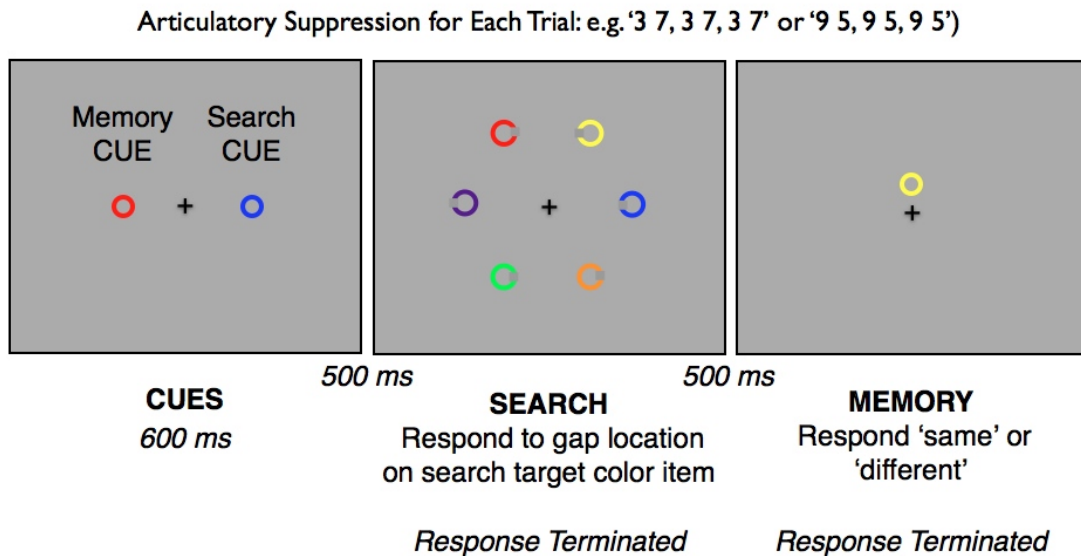 Articulatory Suppression for Each Trial: e.g. ‘3 7, 3 7, 3 7’ or ‘9 5, 9 5, 9 5’)
Memory CUE
Search CUE
500 ms
500 ms
CUES
600 ms
SEARCH
Respond to gap location
on search target color item
Response Terminated
MEMORY
Respond ‘same’ or
‘different’
Response Terminated